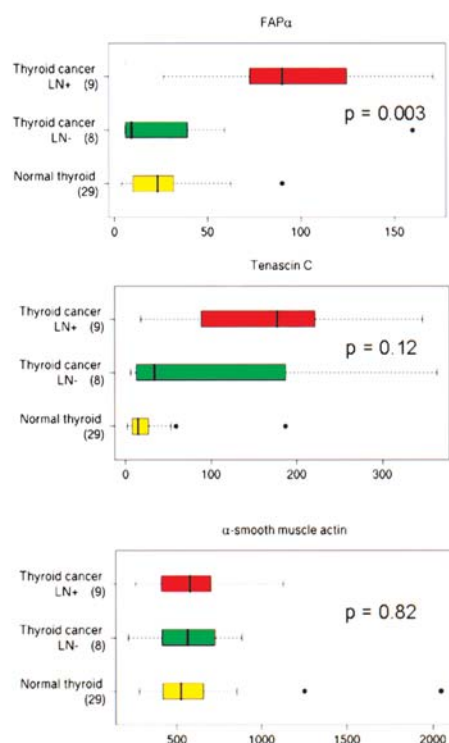 FAPα
Thyroid cancer
LN+ (9)
Thyroid cancer
LN- (8)
Normal thyroid
(29)
p = 0.003
0 50 100 150
Tenascin C
Thyroid cancer
LN+ (9)
Thyroid cancer
LN- (8)
Normal thyroid
(29)
p = 0.12
0 100 200 300
α-smooth muscle actin
Thyroid cancer
LN+ (9)
Thyroid cancer
LN- (8)
Normal thyroid
(29)
p = 0.82
500 1000 1500 2000